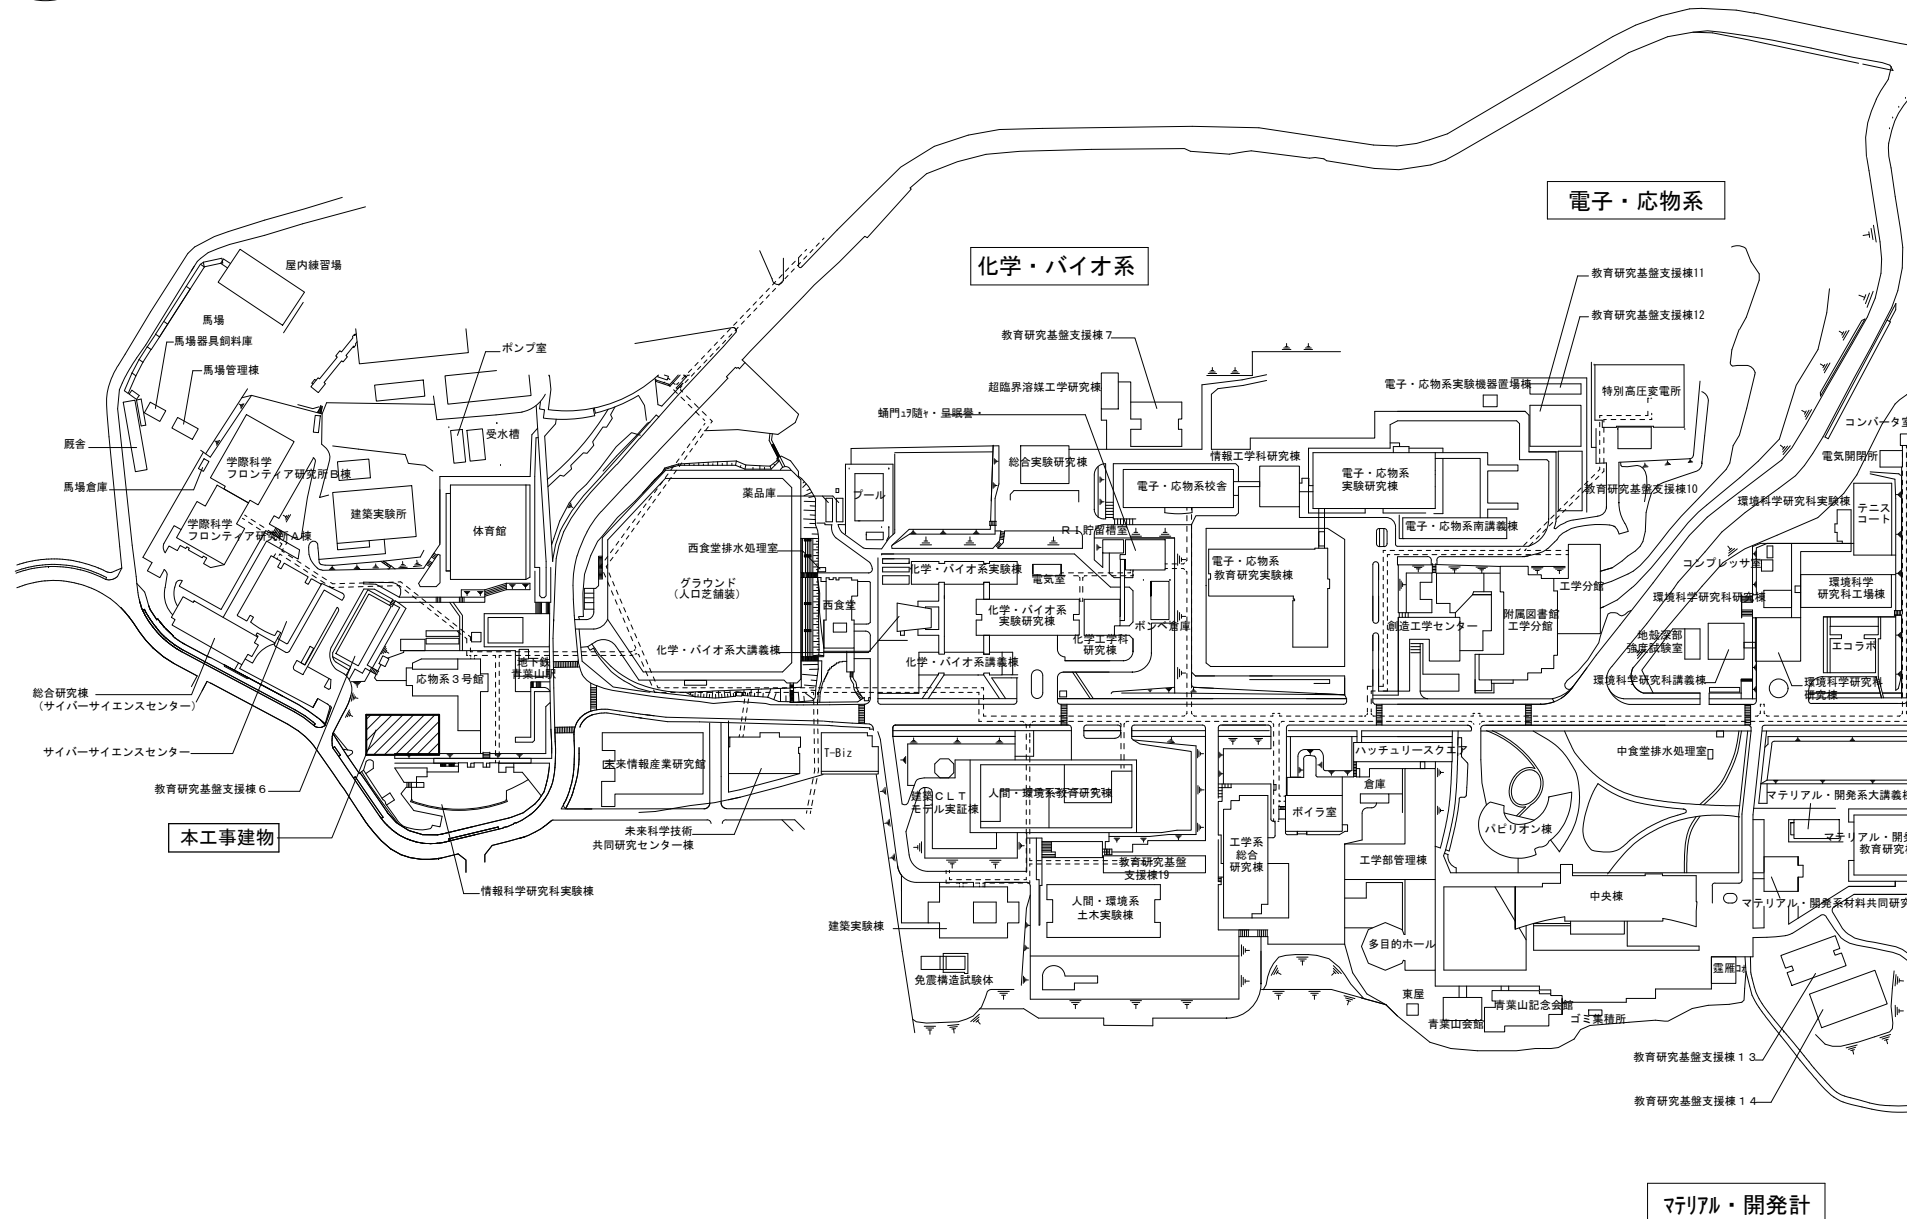 電子・応物系
化学・バイオ系
屋内練習場
馬場
馬場器具飼料庫
馬場管理棟
厩舎
馬場倉庫
ポンプ室
受水槽
学際科学
フロンティア研究所B棟
学際科学
フロンティア研究所A棟
建築実験所
体育館
総合研究棟
(サイバーサイエンスセンター)
サイバーサイエンスセンター
教育研究基盤支援棟6
本工事建物
応物系3号館
地下鉄
青葉山駅
情報科学研究科実験棟
グラウンド
(人口芝舗装)
薬品庫
プール
西食堂排水処理室
西食堂
化学・バイオ系大講義棟
未来情報産業研究館
未来科学技術
共同研究センター棟
T-Biz
教育研究基盤支援棟7
超臨界溶媒工学研究棟
総合実験研究棟
RI貯留槽室
化学・バイオ系実験棟
電気室
化学・バイオ系
実験研究棟
化学工学科
研究棟
ボンベ倉庫
化学・バイオ系講義棟
情報工学科研究棟
電子・応物系校舎
電子・応物系
実験研究棟
電子・応物系南講義棟
電子・応物系
教育研究実験棟
電子・応物系実験機器置場棟
教育研究基盤支援棟11
教育研究基盤支援棟12
特別高圧変電所
教育研究基盤支援棟10
工学分館
附属図書館
工学分館
創造工学センター
コンバータ室
電気開閉所
環境科学研究科実験棟
テニス
コート
コンプレッサ室
環境科学研究科研究棟
環境科学
研究科工場棟
地殻深部
強度試験室
エコラボ
環境科学研究科講義棟
環境科学研究科
研究棟
建築CLT
モデル実証棟
人間・環境系教育研究棟
教育研究基盤
支援棟19
人間・環境系
土木実験棟
建築実験棟
免震構造試験体
工学系
総合
研究棟
ボイラ室
ハッチュリースクエア
倉庫
工学部管理棟
多目的ホール
パビリオン棟
中食堂排水処理室
中央棟
東屋
青葉山会館
青葉山記念会館
ゴミ集積所
マテリアル・開発系大講義棟
マテリアル・開発
教育研究
マテリアル・開発系材料共同研究
教育研究基盤支援棟13
教育研究基盤支援棟14
ﾏﾃﾘｱﾙ・開発計